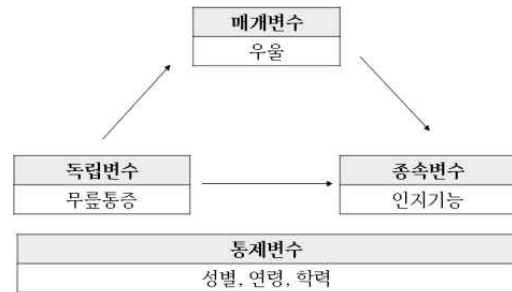 매개변수
우울
독립변수
무릎통증
종속변수
인지기능
통제변수
성별, 연령, 학력